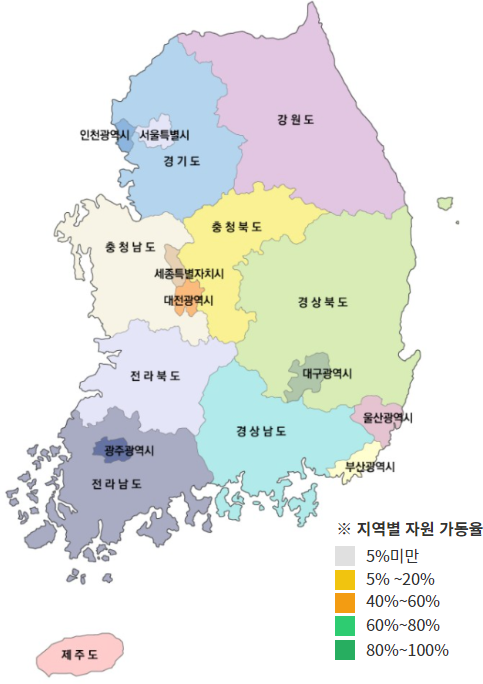 강원도
인천광역시 서울특별시
경기도
충청북도
충청남도
세종특별자치시
대전광역시
경상북도
대구광역시
전라북도
울산광역시
경상남도
광주광역시
부산광역시
전라남도
※ 지역별 자원 가동율
5%미만
5% ~20%
40%~60%
60%~80%
80%~100%
제주도